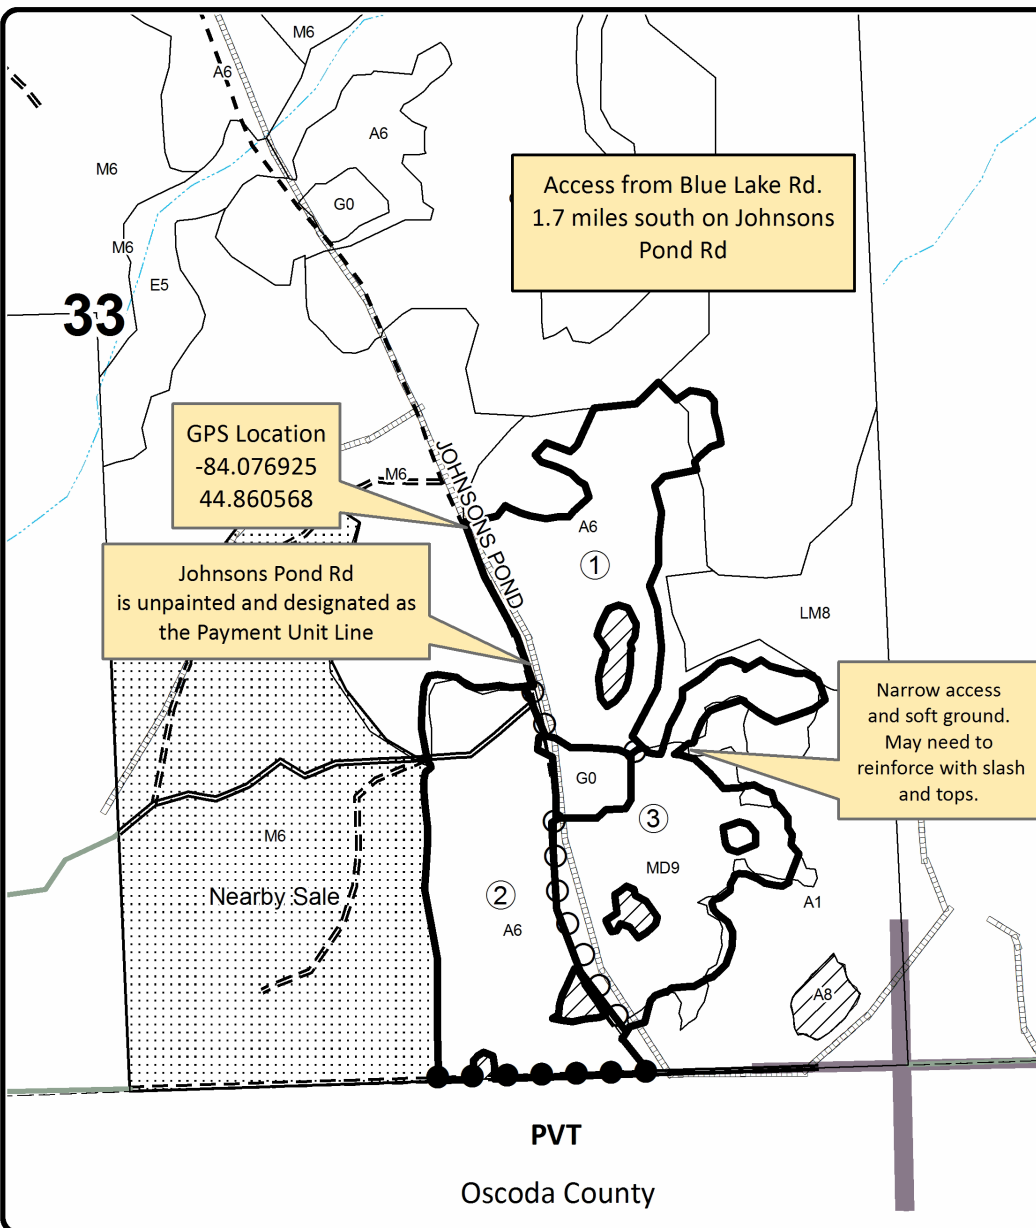 M6
A6
A6
M6
G0
Access from Blue Lake Rd.
1.7 miles south on Johnsons
Pond Rd
M6
E5
33
GPS Location
-84.076925
44.860568
M6
JOHNSONS POND
A6
1
Johnsons Pond Rd
is unpainted and designated as
the Payment Unit Line
LM8
Narrow access
and soft ground.
May need to
reinforce with slash
and tops.
G0
3
M6
MD9
Nearby Sale
2
A1
A6
A8
PVT
Oscoda County